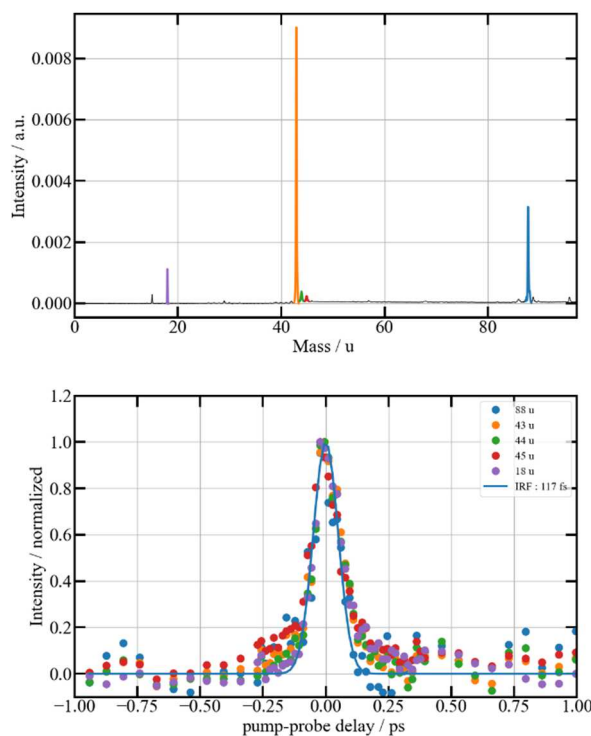 Intensity / a.u.
0.008
0.006
0.004
0.002
0.000
0 20 40 60 80
Mass / u
Intensity / normalized
1.2
1.0
0.8
0.6
0.4
0.2
0.0
88 u
43 u
44 u
45 u
18 u
IRF : 117 fs
−1.00 −0.75 −0.50 −0.25 0.00 0.25 0.50 0.75 1.00
pump-probe delay / ps